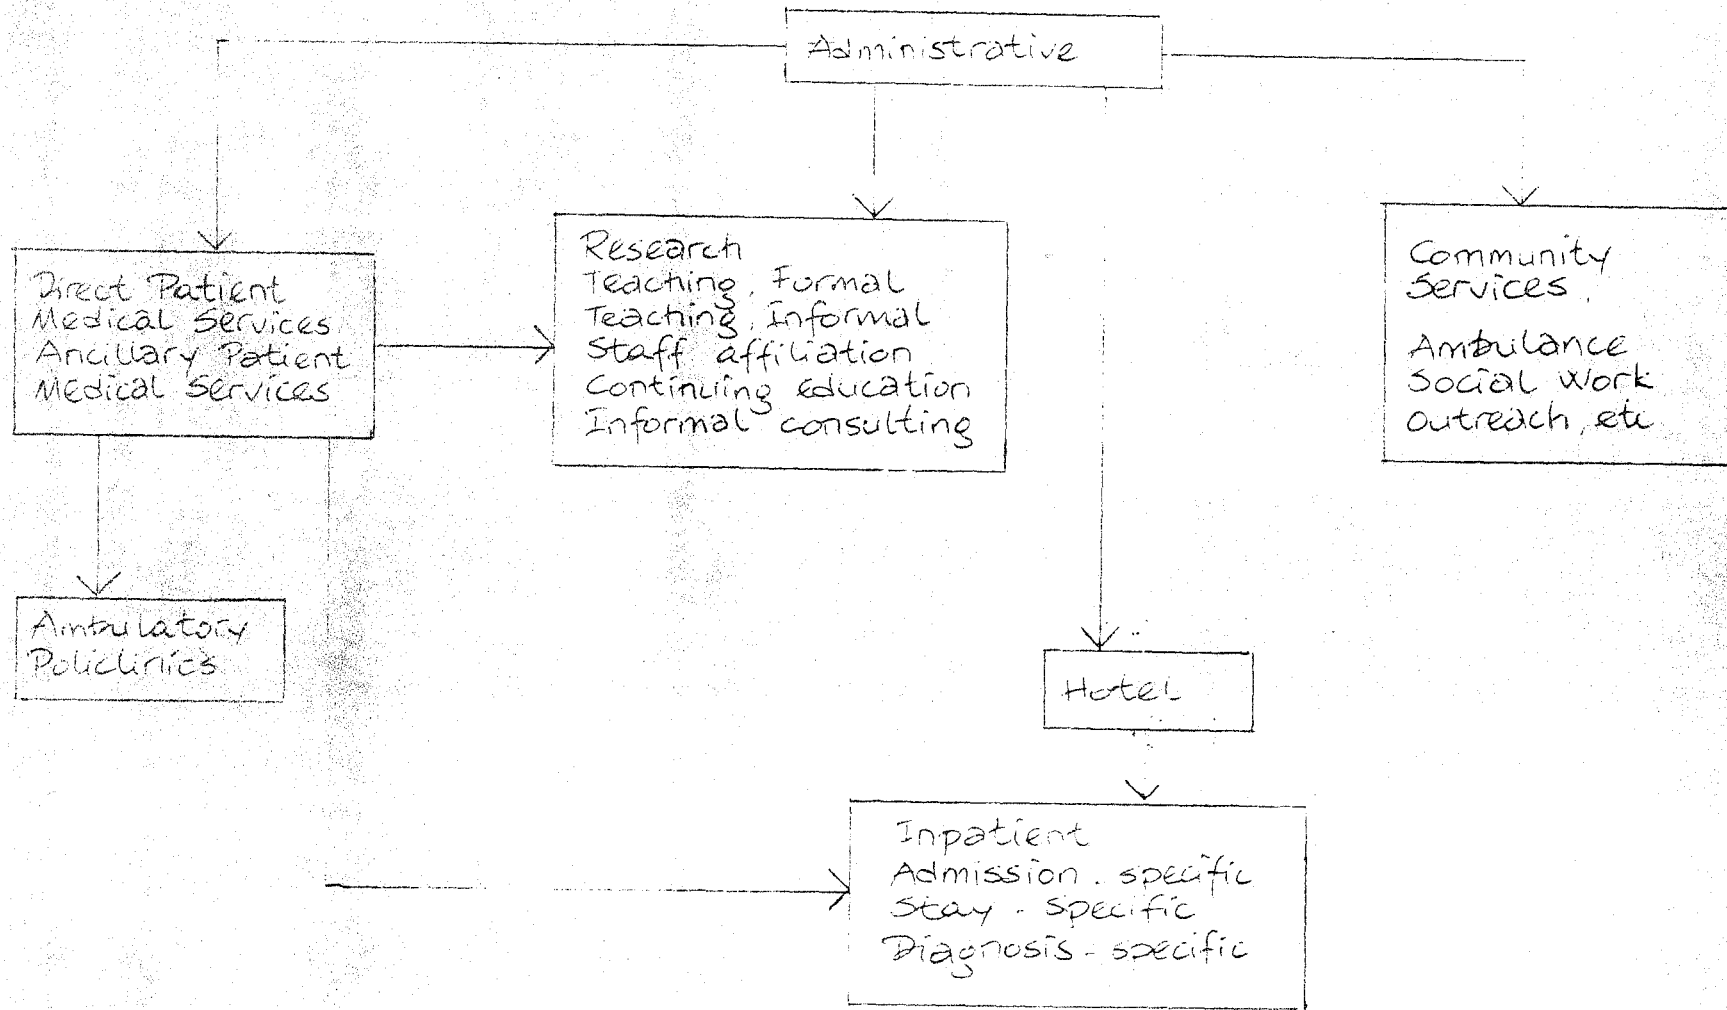 Administrative
Direct Patient
Medical Services
Ancillary Patient
Medical Services
Research
Teaching, Formal
Teaching, Informal
Staff affiliation
Continuing education
Informal consulting
Community
Services,
Ambulance
Social Work
Outreach, etc
Ambulatory
Policlinics
Hotel
Inpatient
Admission - specific
Stay - specific
Diagnosis - specific